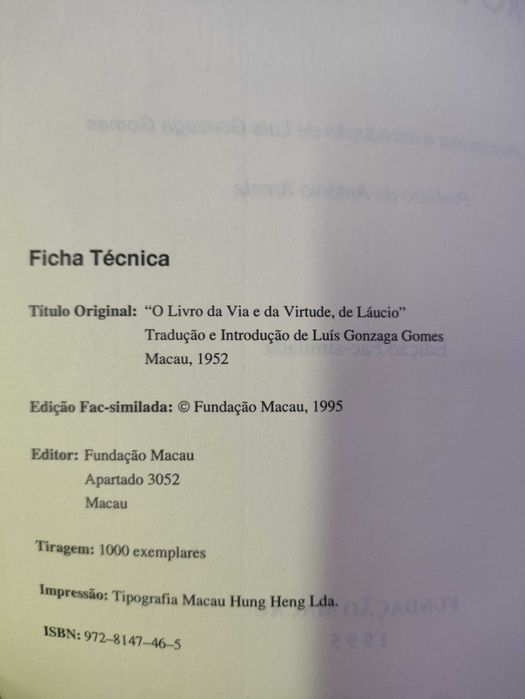 Ficha Técnica
Título Original: “O Livro da Via e da Virtude, de Láucio”
Tradução e Introdução de Luís Gonzaga Gomes
Macau, 1952
Edição Fac-similada: © Fundação Macau, 1995
Editor: Fundação Macau
Apartado 3052
Macau
Tiragem: 1000 exemplares
Impressão: Tipografia Macau Hung Heng Lda.
ISBN: 972–8147–46–5